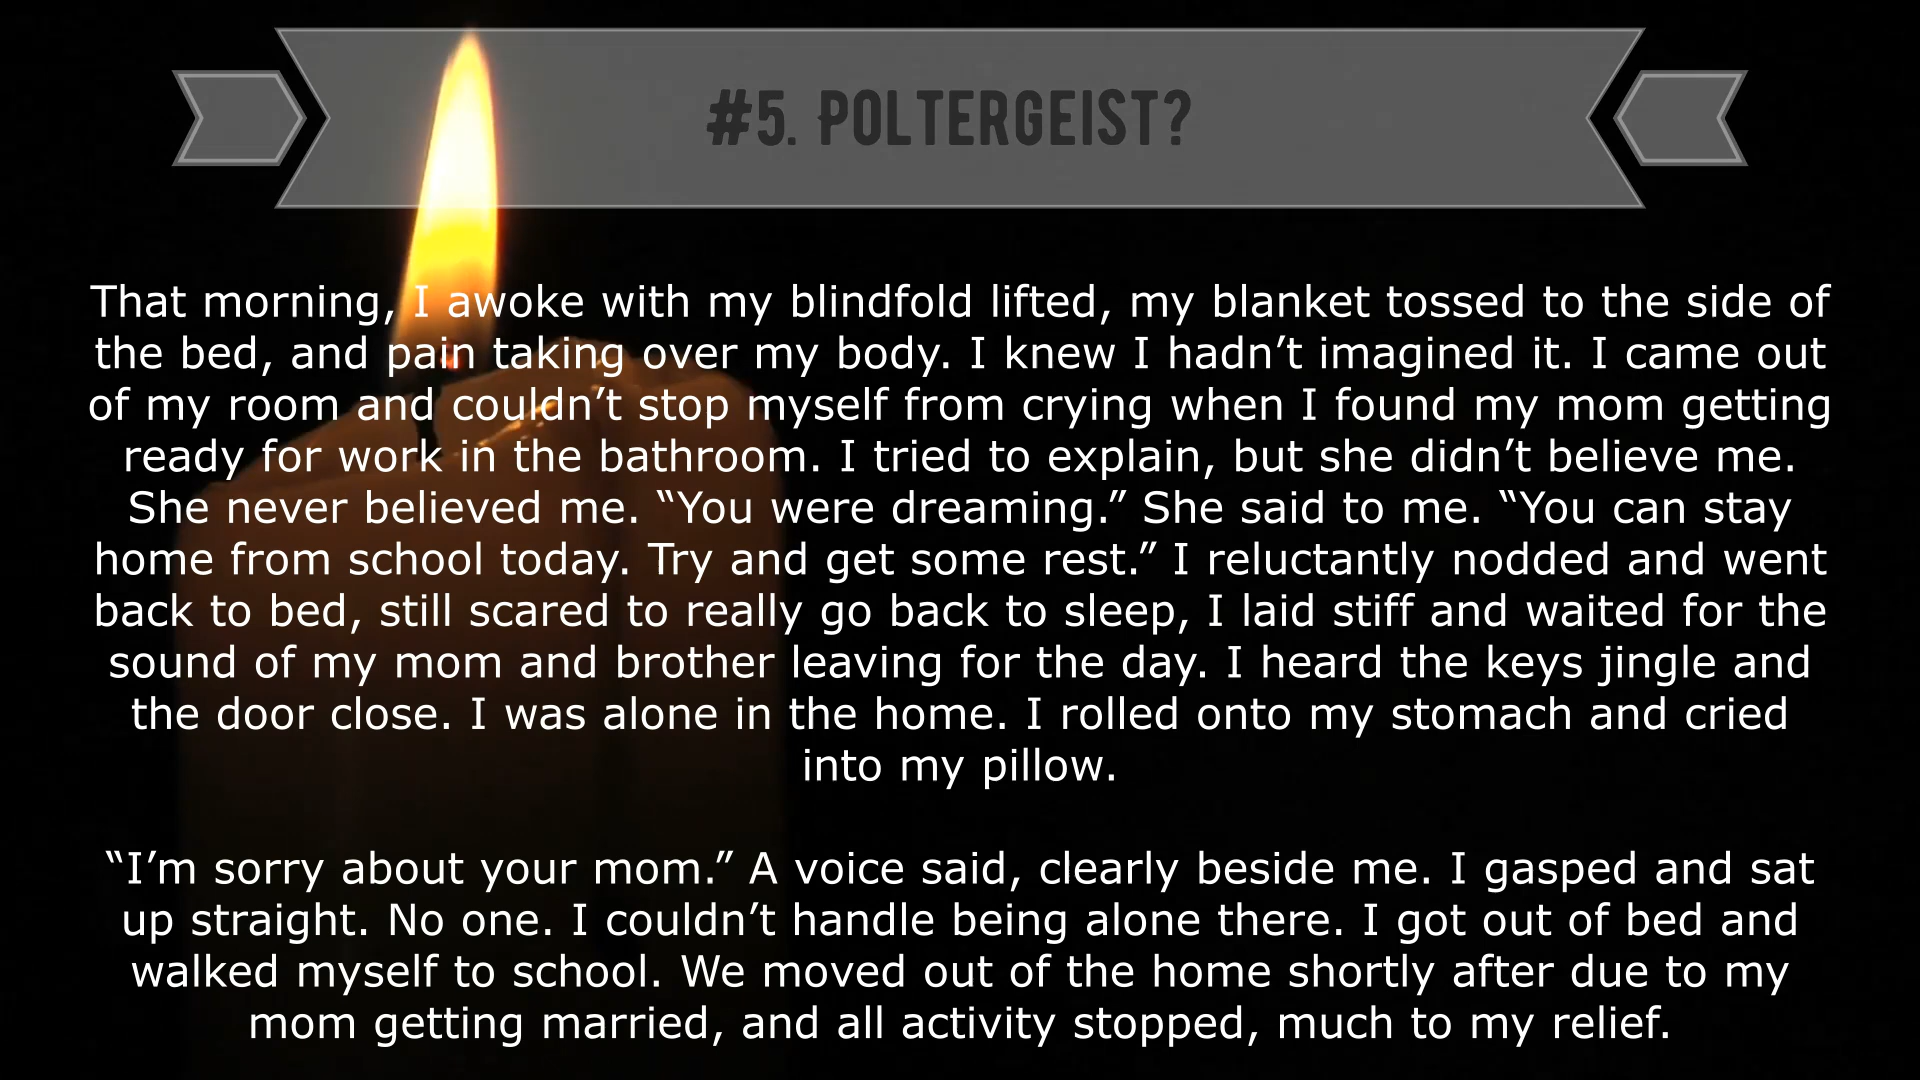 #5. POLTERGEIST?
That morning, I awoke with my blindfold lifted, my blanket tossed to the side of
the bed, and pain taking over my body. I knew I hadn’t imagined it. I came out
of my room and couldn’t stop myself from crying when I found my mom getting
ready for work in the bathroom. I tried to explain, but she didn’t believe me.
She never believed me. “You were dreaming.” She said to me. “You can stay
home from school today. Try and get some rest.” I reluctantly nodded and went
back to bed, still scared to really go back to sleep, I laid stiff and waited for the
sound of my mom and brother leaving for the day. I heard the keys jingle and
the door close. I was alone in the home. I rolled onto my stomach and cried
into my pillow.
“I’m sorry about your mom.” A voice said, clearly beside me. I gasped and sat
up straight. No one. I couldn’t handle being alone there. I got out of bed and
walked myself to school. We moved out of the home shortly after due to my
mom getting married, and all activity stopped, much to my relief.